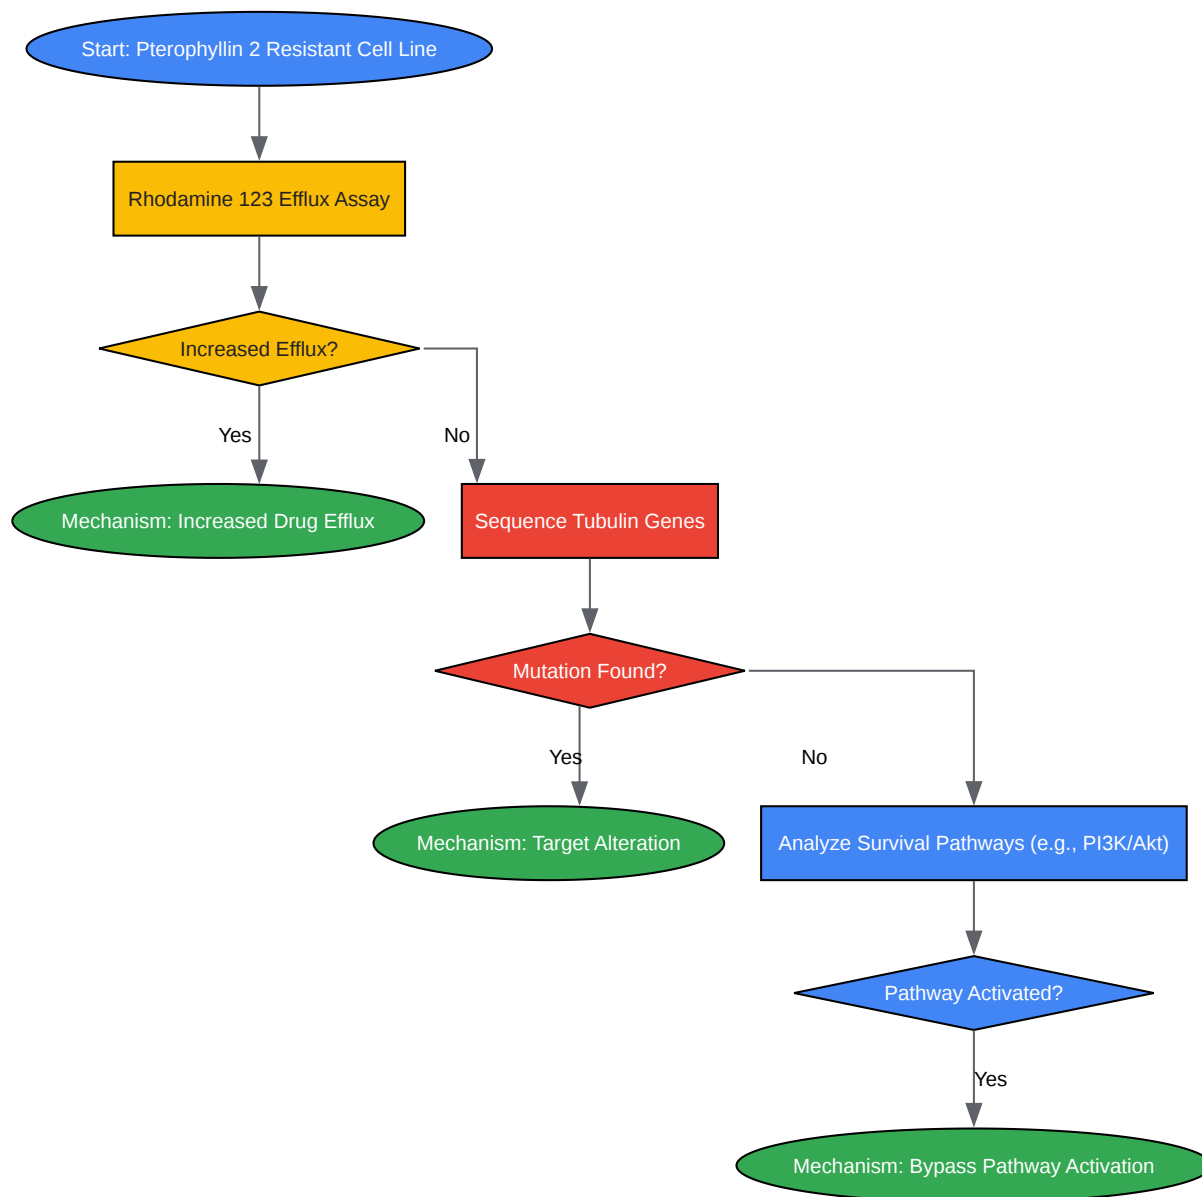 Start: Pterophyllin 2 Resistant Cell Line
Rhodamine 123 Efflux Assay
Increased Efflux?
Yes
No
Mechanism: Increased Drug Efflux
Sequence Tubulin Genes
Mutation Found?
Yes
No
Mechanism: Target Alteration
Analyze Survival Pathways (e.g., PI3K/Akt)
Pathway Activated?
Yes
Mechanism: Bypass Pathway Activation